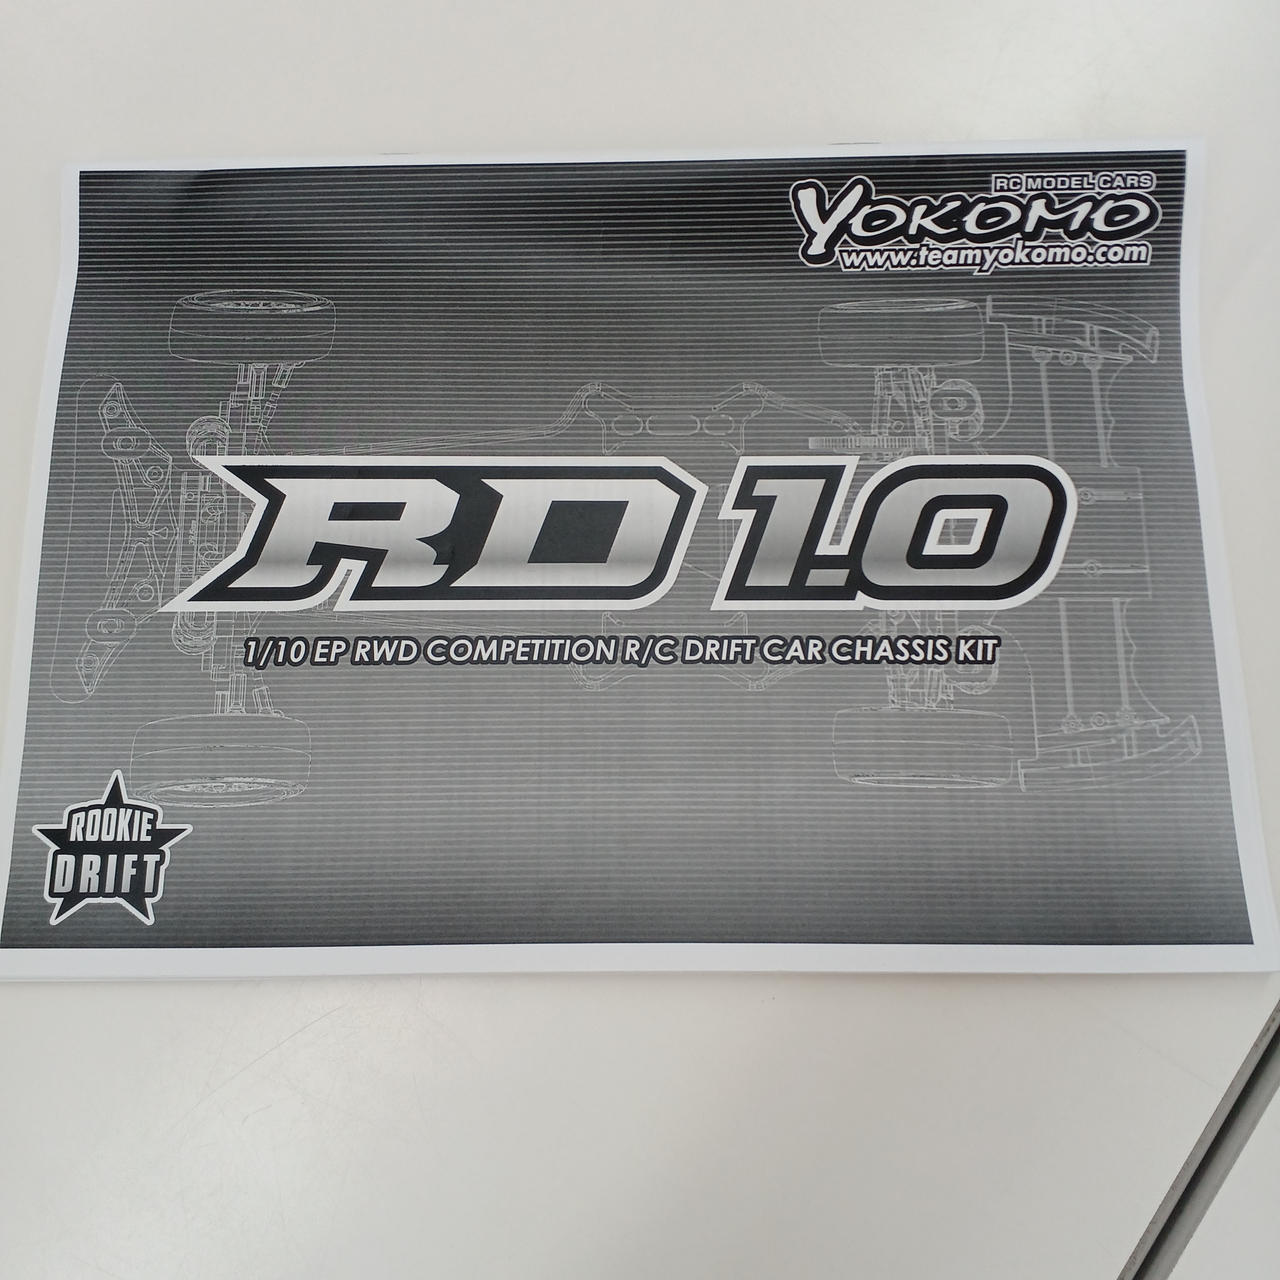 RC MODEL CARS
YOKOMO
www.teamyokomo.com
RD 1.0
1/10 EP RWD COMPETITION R/C DRIFT CAR CHASSIS KIT
ROOKIE
DRIFT